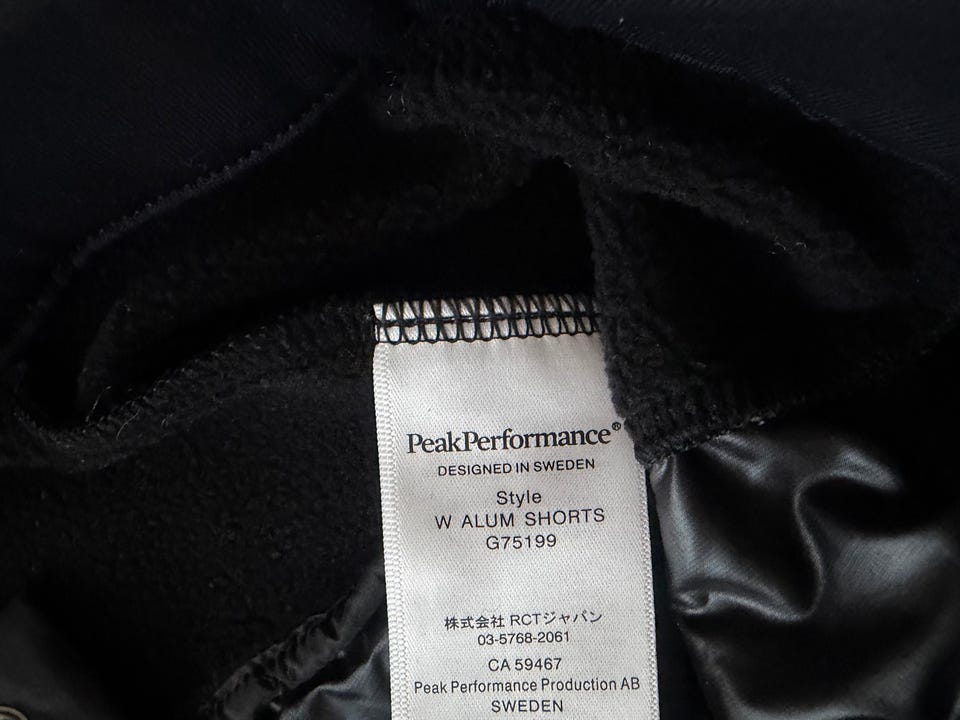 PeakPerformance®
DESIGNED IN SWEDEN
Style
W ALUM SHORTS
G75199
株式会社 RCTジャパン
03-5768-2061
CA 59467
Peak Performance Production AB
SWEDEN